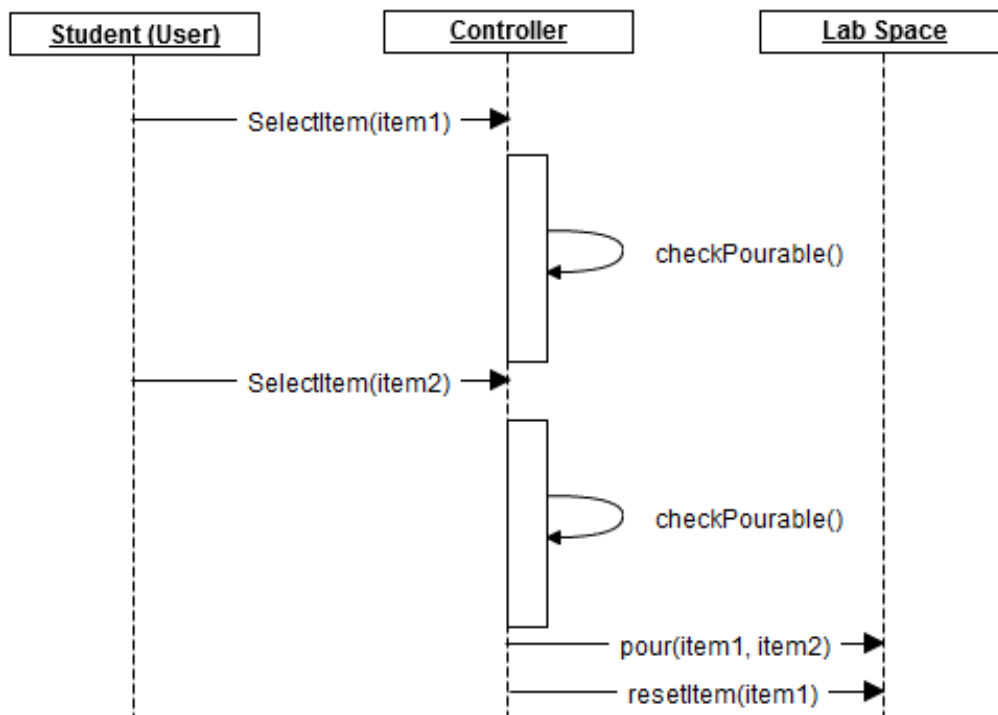 Student (User)
Controller
Lab Space
SelectItem(item1)
checkPourable()
SelectItem(item2)
checkPourable()
pour(item1, item2)
resetItem(item1)